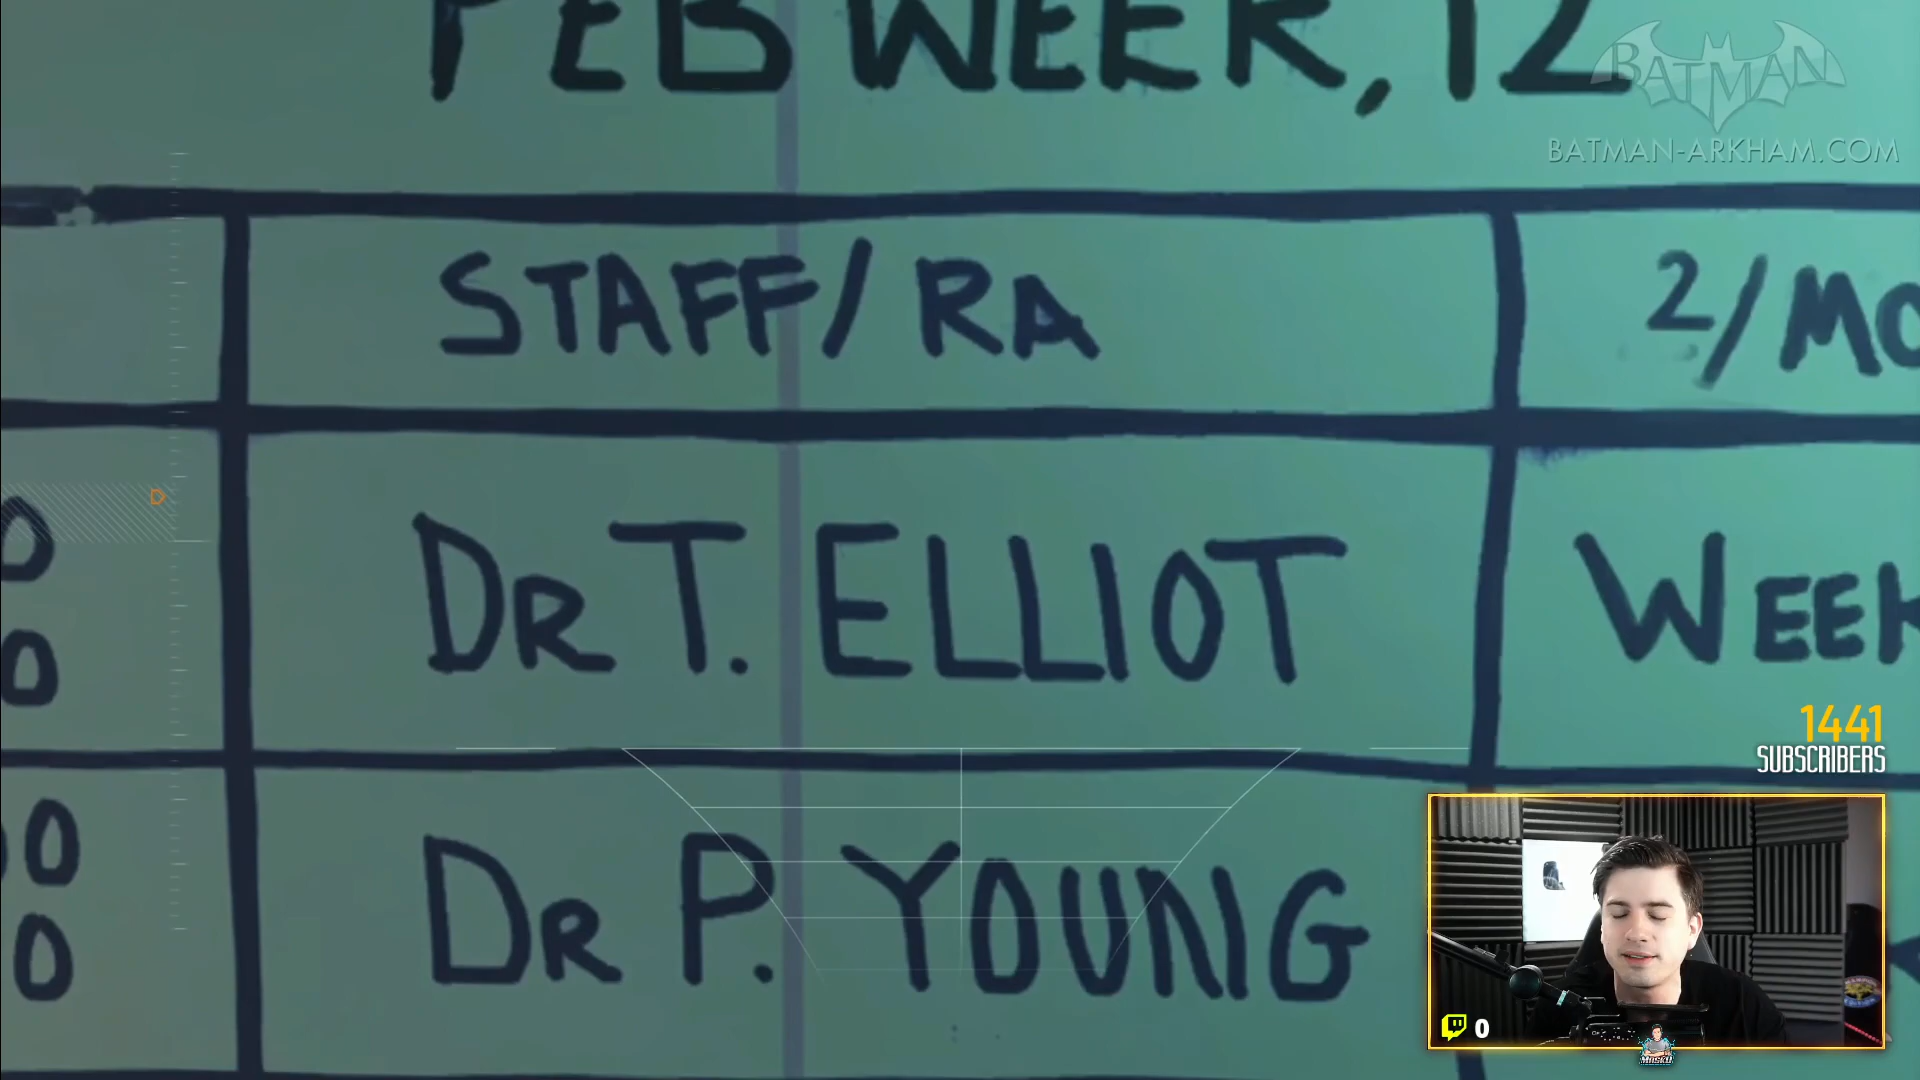 FEB WEEK, 12
BATMAN
BATMAN-ARKHAM.COM
STAFF/RA
2/MO
DR T. ELLIOT
WEEK
DR P. YOUNG
1441
SUBSCRIBERS
0